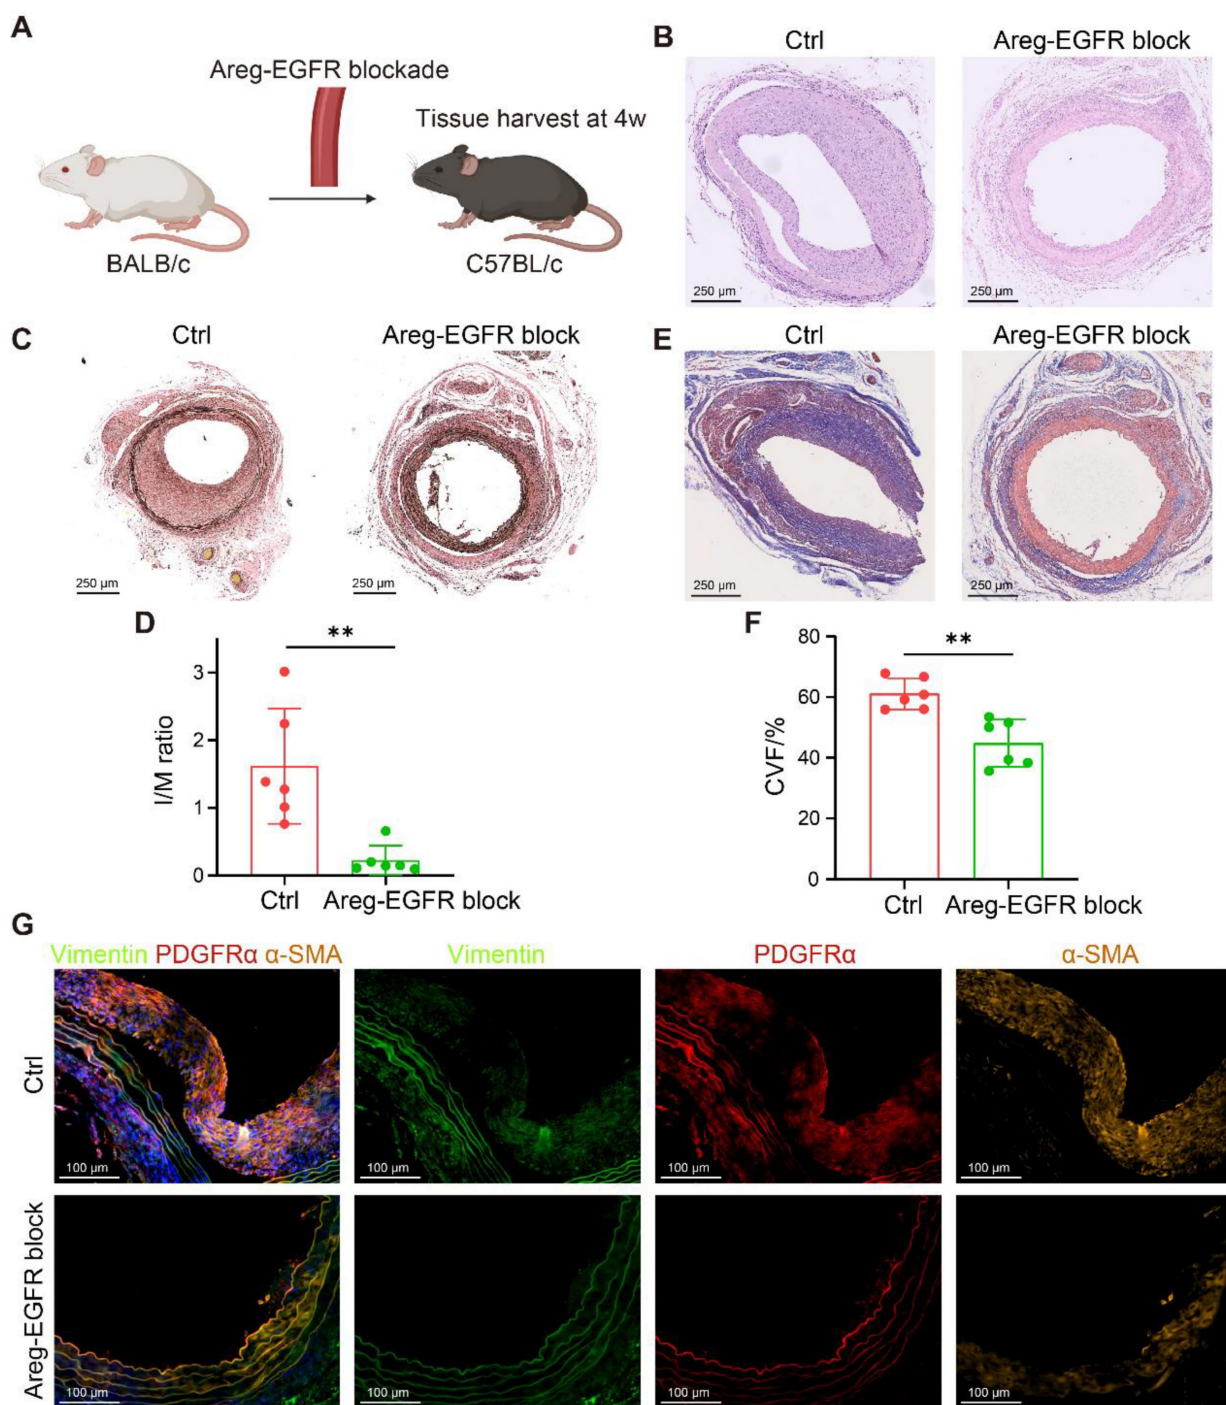 A
Areg-EGFR blockade
Tissue harvest at 4w
BALB/c
C57BL/c
B
Ctrl
Areg-EGFR block
250 µm
250 µm
C
Ctrl
Areg-EGFR block
250 µm
250 µm
E
Ctrl
Areg-EGFR block
250 µm
250 µm
D
**
I/M ratio
3
2
1
0
Ctrl
Areg-EGFR block
F
**
CVF/%
80
60
40
20
0
Ctrl
Areg-EGFR block
G
Vimentin PDGFRα α-SMA
Vimentin
PDGFRα
α-SMA
Ctrl
100 µm
100 µm
100 µm
100 µm
Areg-EGFR block
100 µm
100 µm
100 µm
100 µm